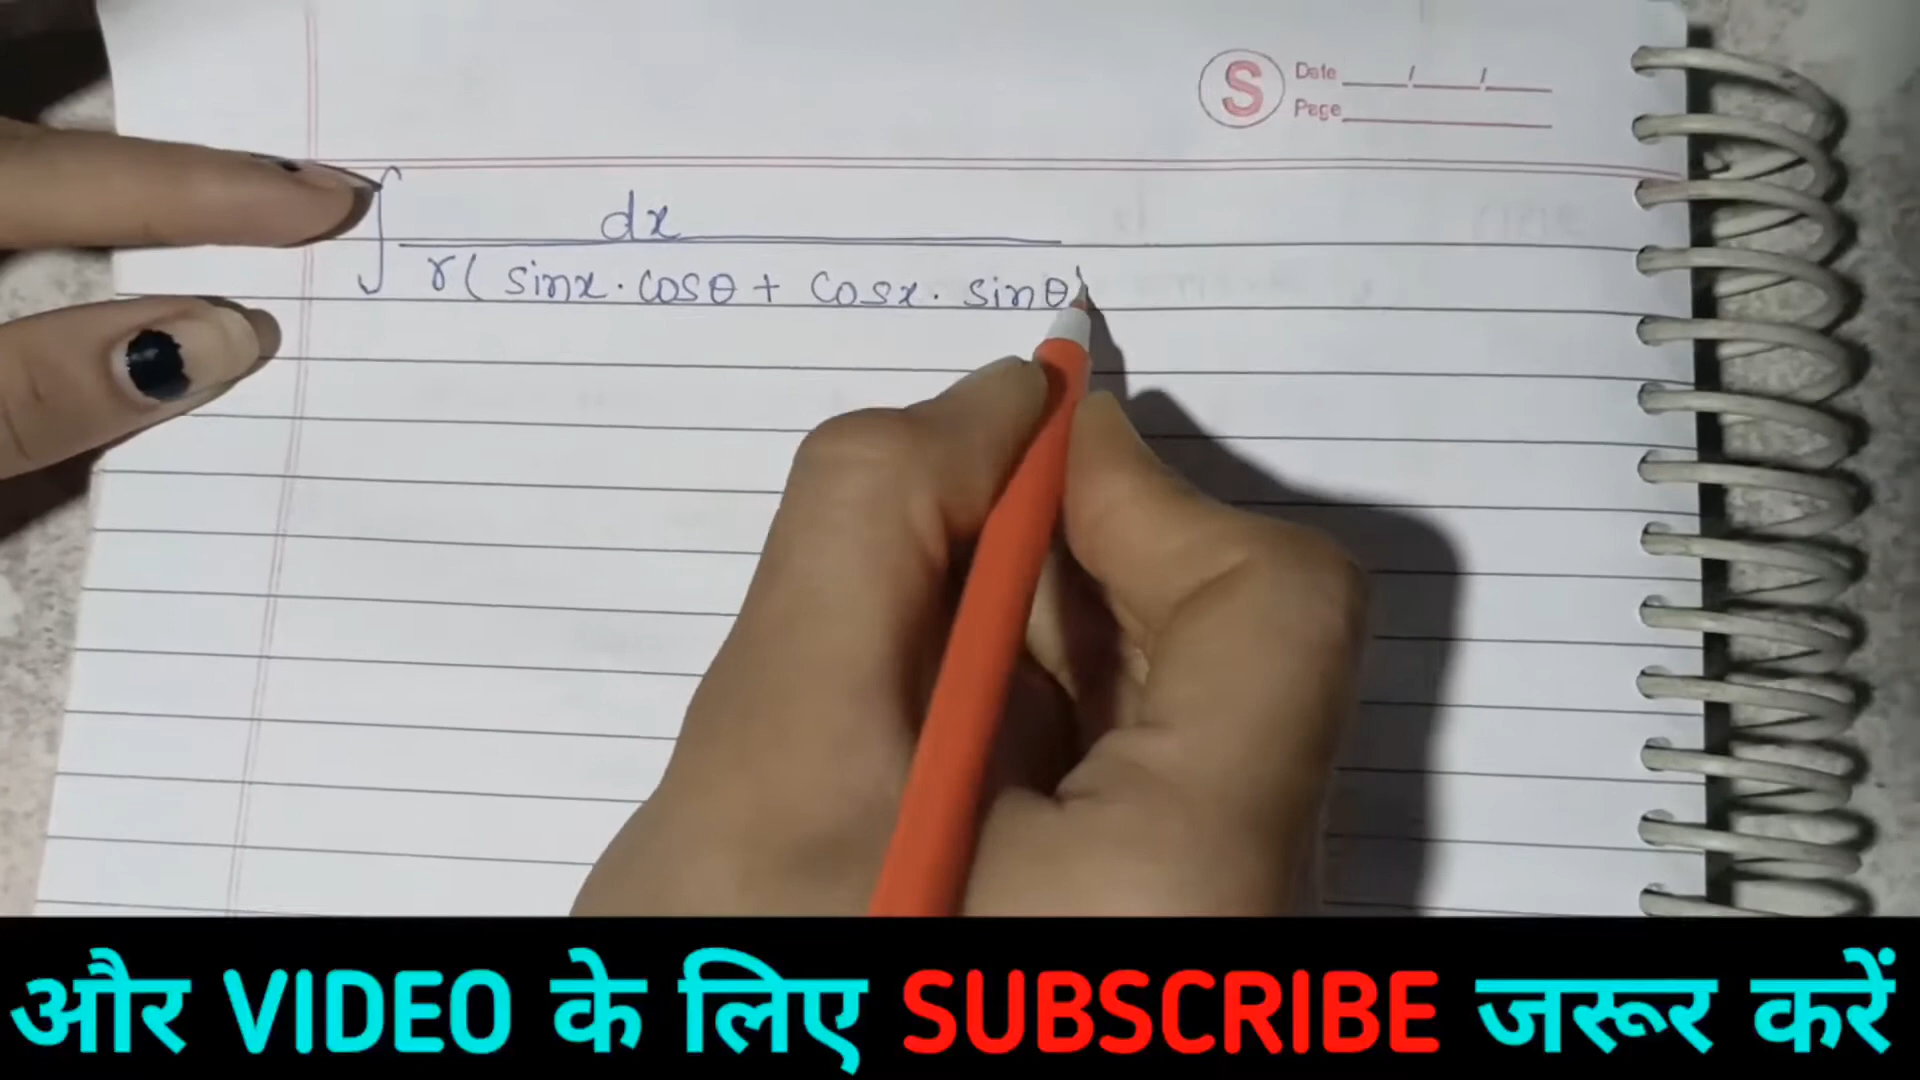 S
Date / /
Page
∫ dx
r( sinx · cosθ + cosx · sinθ)
और VIDEO के लिए SUBSCRIBE जरूर करें